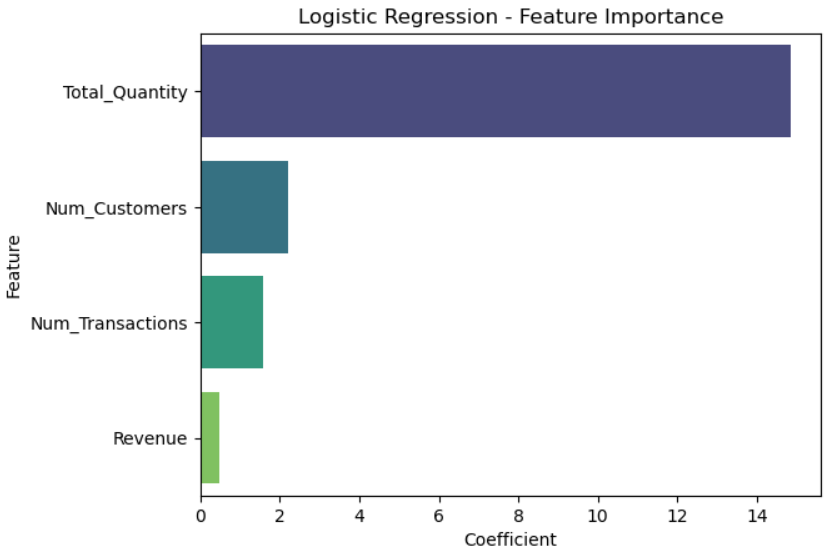 Logistic Regression - Feature Importance
Feature
Total_Quantity
Num_Customers
Num_Transactions
Revenue
0 2 4 6 8 10 12 14
Coefficient